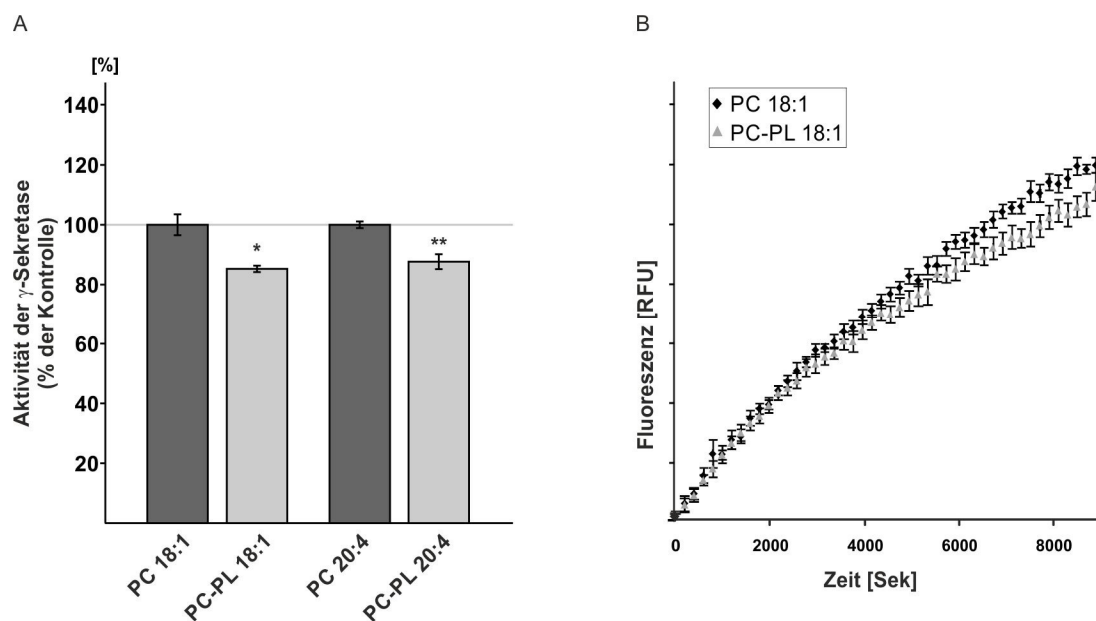 A
[%]
140
120
100
80
60
40
20
Aktivität der γ-Sekretase
(% der Kontrolle)
*
**
PC 18:1
PC-PL 18:1
PC 20:4
PC-PL 20:4
B
PC 18:1
PC-PL 18:1
Fluoreszenz [RFU]
0
2000
4000
6000
8000
Zeit [Sek]